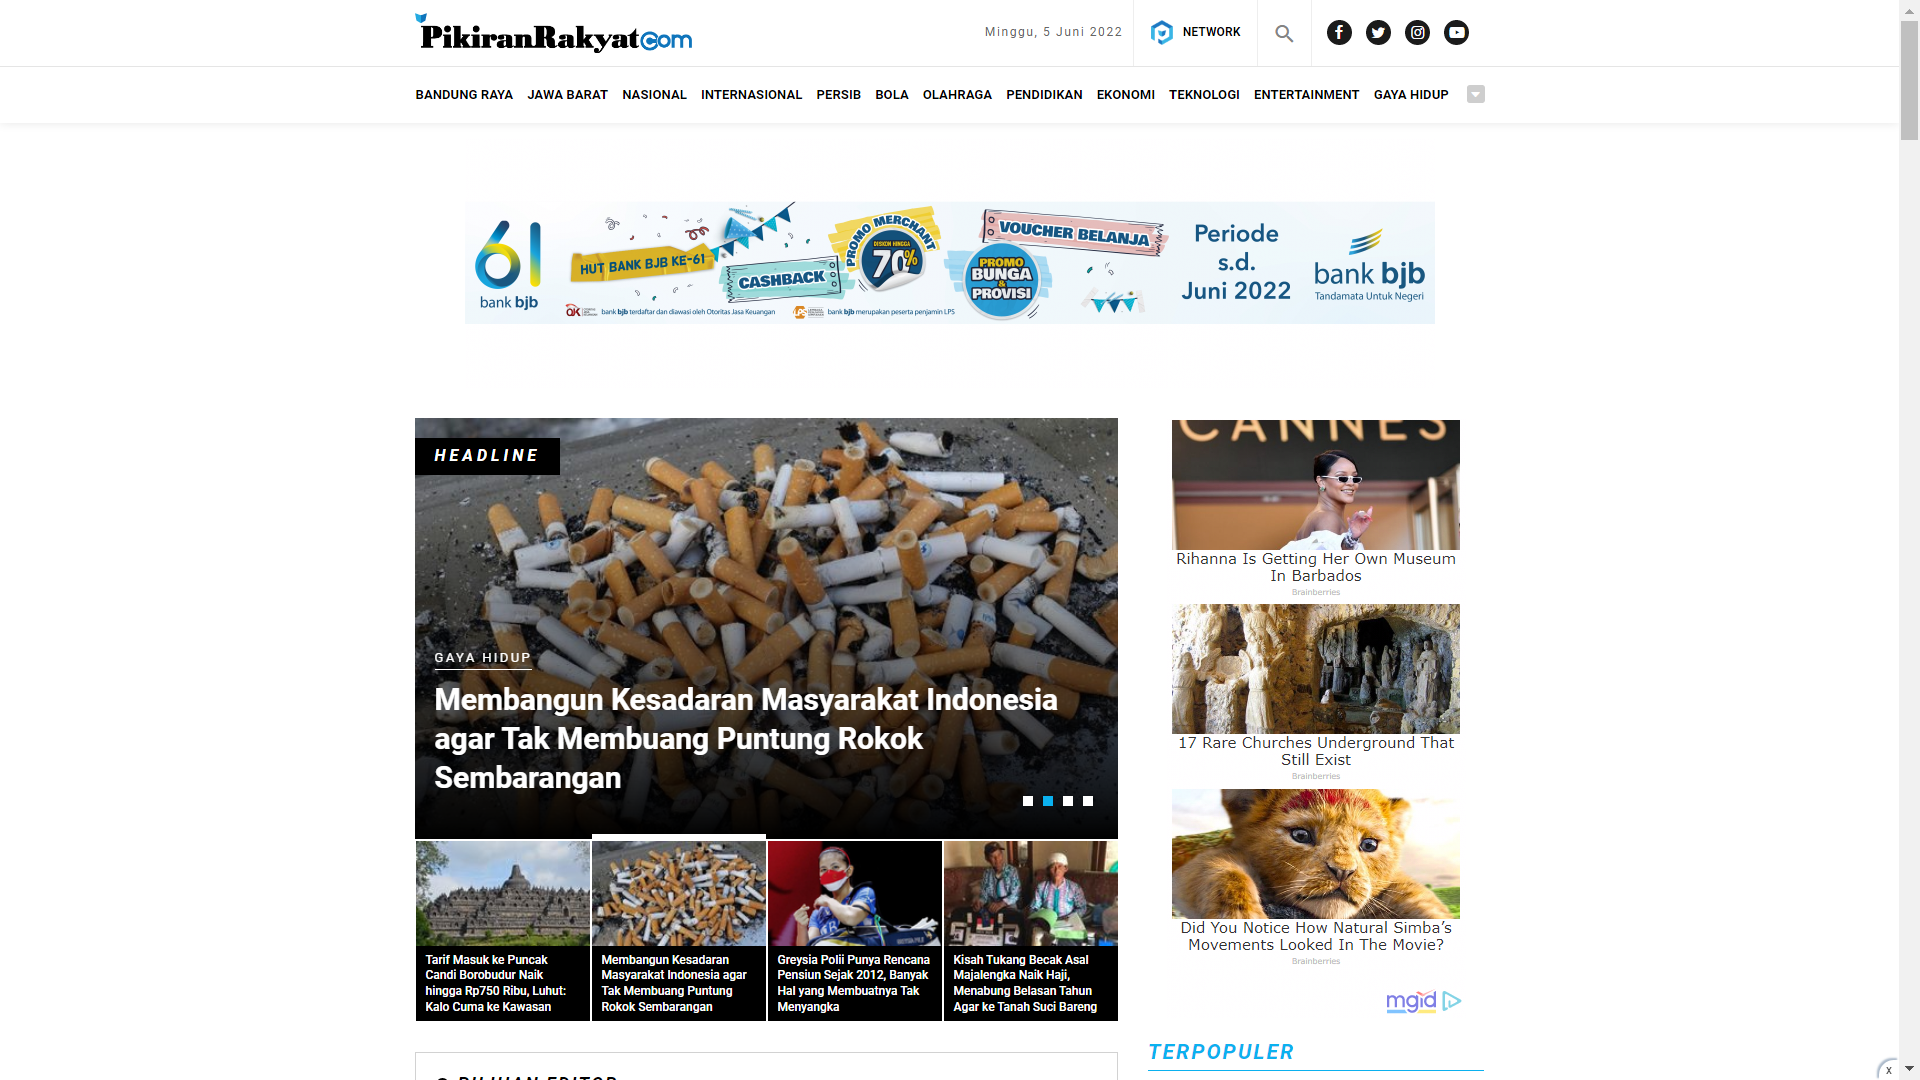 PikiranRakyat.com
Minggu, 5 Juni 2022
NETWORK
BANDUNG RAYA JAWA BARAT NASIONAL INTERNASIONAL PERSIB BOLA OLAHRAGA PENDIDIKAN EKONOMI TEKNOLOGI ENTERTAINMENT GAYA HIDUP
61
bank bjb
HUT BANK BJB KE-61
CASHBACK
PROMO MERCHANT
DISKON HINGGA
70%
VOUCHER BELANJA
PROMO
BUNGA
&
PROVISI
Periode
s.d.
Juni 2022
bank bjb
Tandamata Untuk Negeri
bank bjb terdaftar dan diawasi oleh Otoritas Jasa Keuangan
LPS
bank bjb merupakan peserta penjamin LPS
HEADLINE
GAYA HIDUP
Membangun Kesadaran Masyarakat Indonesia
agar Tak Membuang Puntung Rokok
Sembarangan
Tarif Masuk ke Puncak
Candi Borobudur Naik
hingga Rp750 Ribu, Luhut:
Kalo Cuma ke Kawasan
Membangun Kesadaran
Masyarakat Indonesia agar
Tak Membuang Puntung
Rokok Sembarangan
Greysia Polii Punya Rencana
Pensiun Sejak 2012, Banyak
Hal yang Membuatnya Tak
Menyangka
Kisah Tukang Becak Asal
Majalengka Naik Haji,
Menabung Belasan Tahun
Agar ke Tanah Suci Bareng
CANNES
Rihanna Is Getting Her Own Museum
In Barbados
Brainberries
17 Rare Churches Underground That
Still Exist
Brainberries
Did You Notice How Natural Simba’s
Movements Looked In The Movie?
Brainberries
mgid
TERPOPULER
PILIHAN EDITOR
x